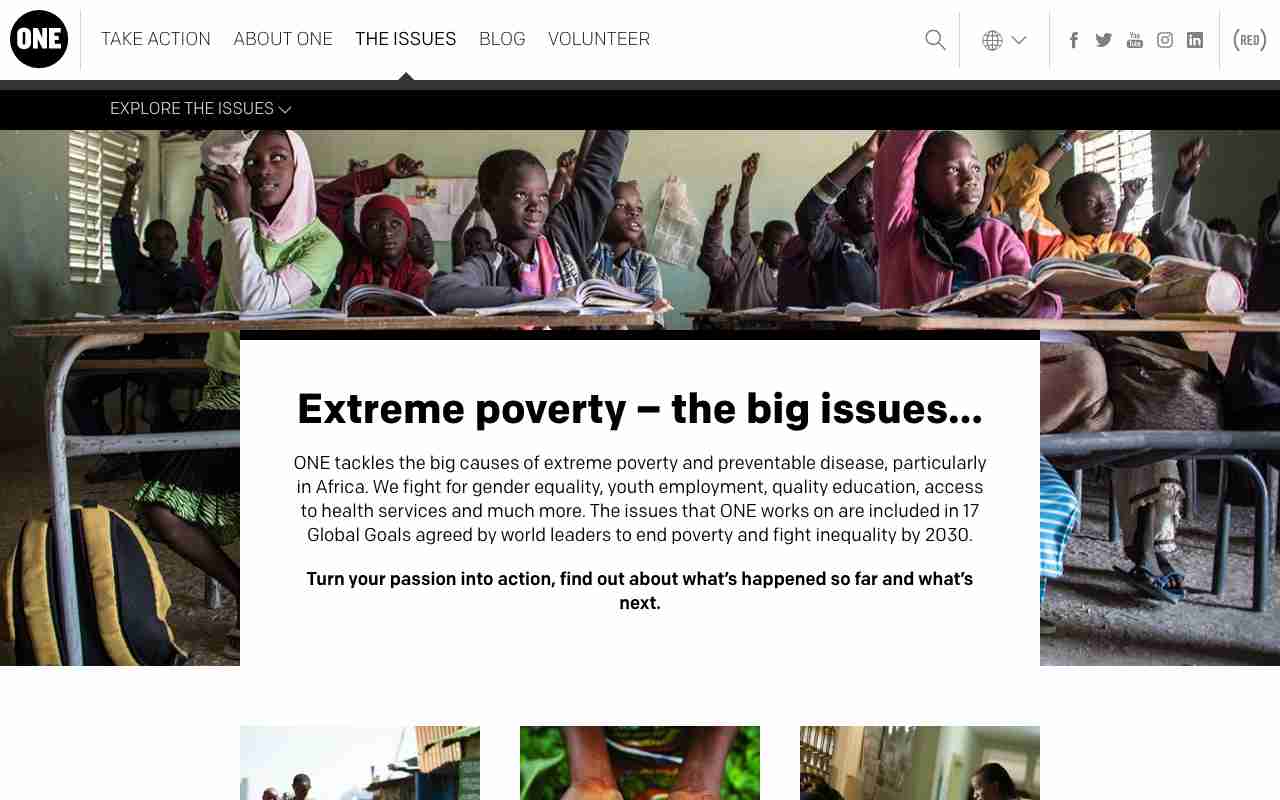 ONE
TAKE ACTION
ABOUT ONE
THE ISSUES
BLOG
VOLUNTEER
You Tube
(RED)
EXPLORE THE ISSUES
Extreme poverty – the big issues…
ONE tackles the big causes of extreme poverty and preventable disease, particularly
in Africa. We fight for gender equality, youth employment, quality education, access
to health services and much more. The issues that ONE works on are included in 17
Global Goals agreed by world leaders to end poverty and fight inequality by 2030.
Turn your passion into action, find out about what’s happened so far and what’s
next.